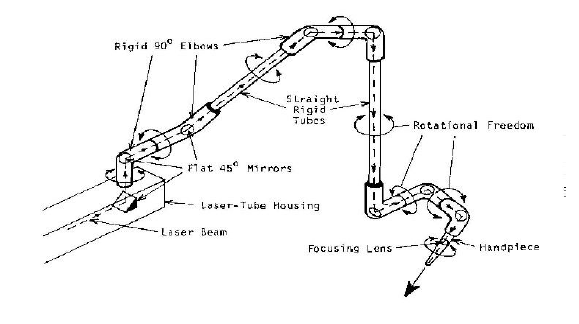 Rigid 90° Elbows
Straight
Rigid
Tubes
Rotational Freedom
Flat 45° Mirrors
Laser-Tube Housing
Laser Beam
Focusing Lens
Handpiece